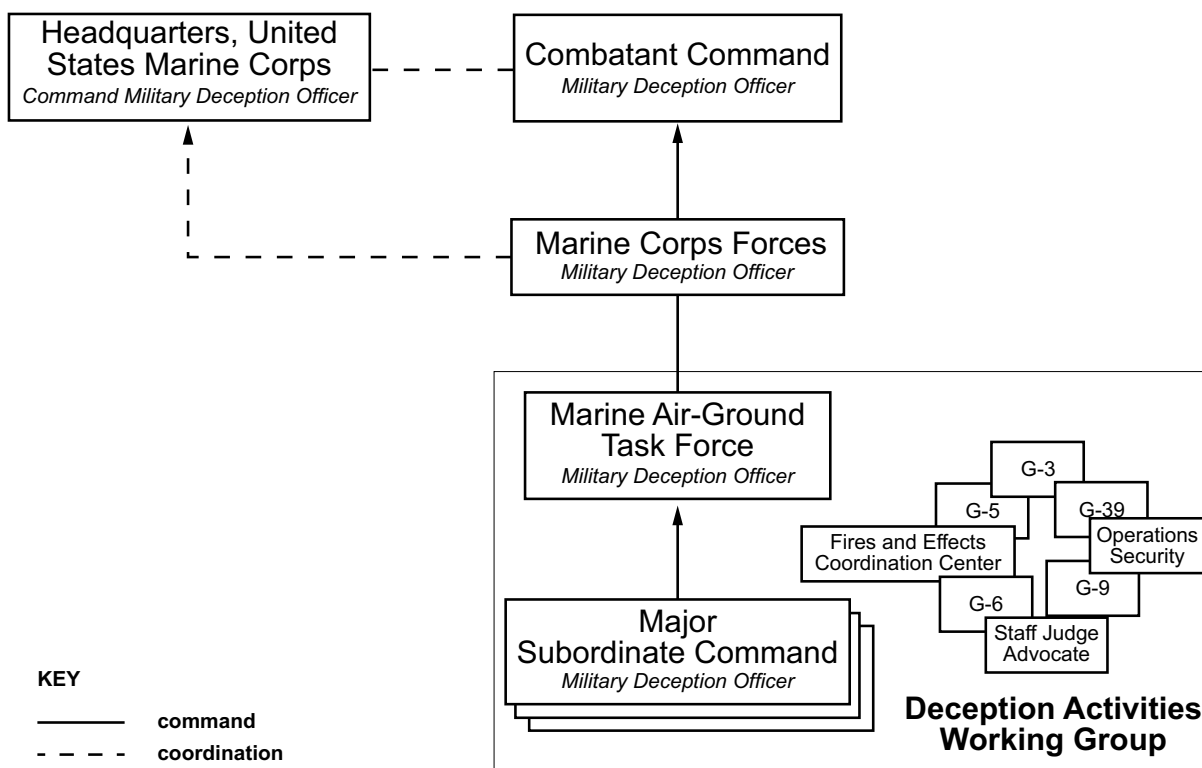 Headquarters, United
States Marine Corps
Command Military Deception Officer
Combatant Command
Military Deception Officer
Marine Corps Forces
Military Deception Officer
Marine Air-Ground
Task Force
Military Deception Officer
Major
Subordinate Command
Military Deception Officer
G-3
G-5
G-39
Fires and Effects
Coordination Center
Operations
Security
G-6
G-9
Staff Judge
Advocate
Deception Activities
Working Group
KEY
command
coordination